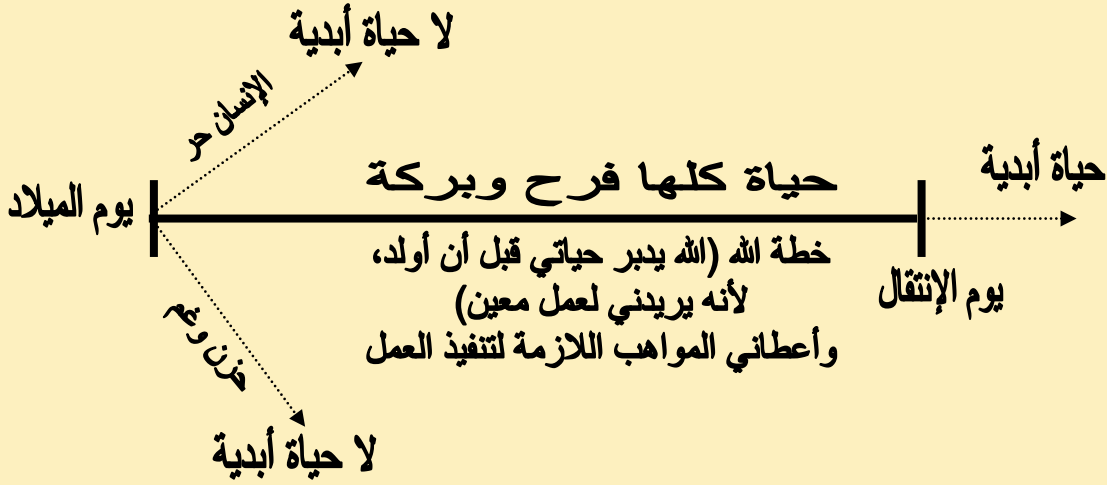 لا حياة أبدية
الإنسان حر
حياة أبدية
حياة كلها فرح وبركة
يوم الميلاد
خطة الله (الله يدبر حياتي قبل أن أولد،
لأنه يريدني لعمل معين)
وأعطاني المواهب اللازمة لتنفيذ العمل
يوم الإنتقال
حزن وغم
لا حياة أبدية